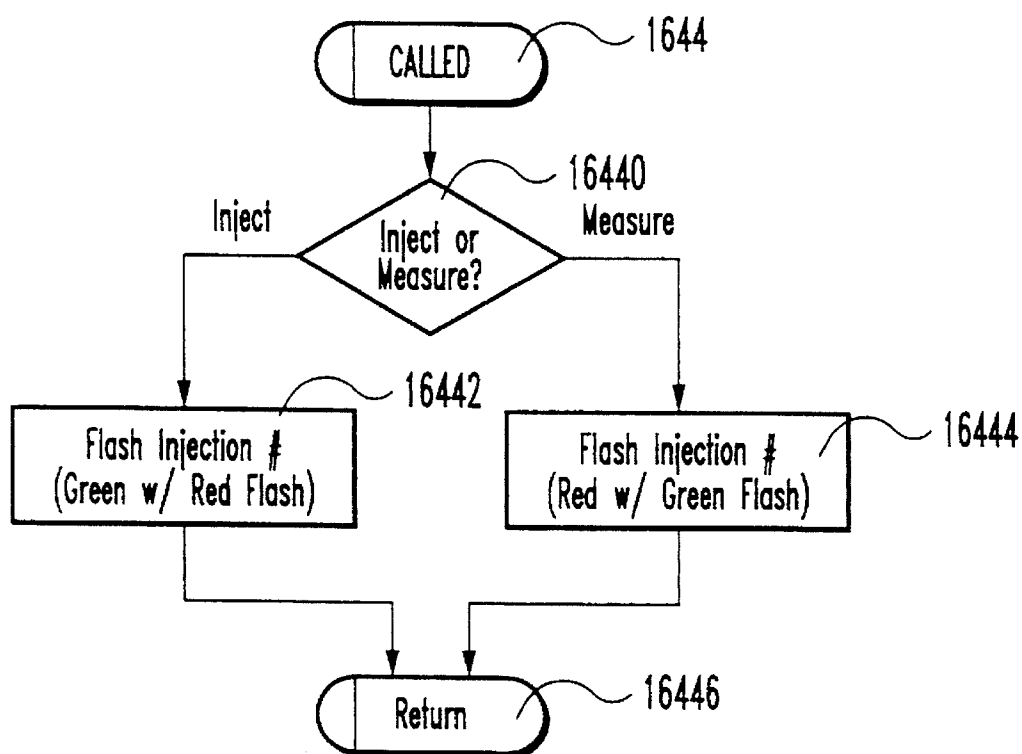 1644
CALLED
16440
Inject
Measure
Inject or
Measure?
16442
16444
Flash Injection #
(Green w/ Red Flash)
Flash Injection #
(Red w/ Green Flash)
16446
Return